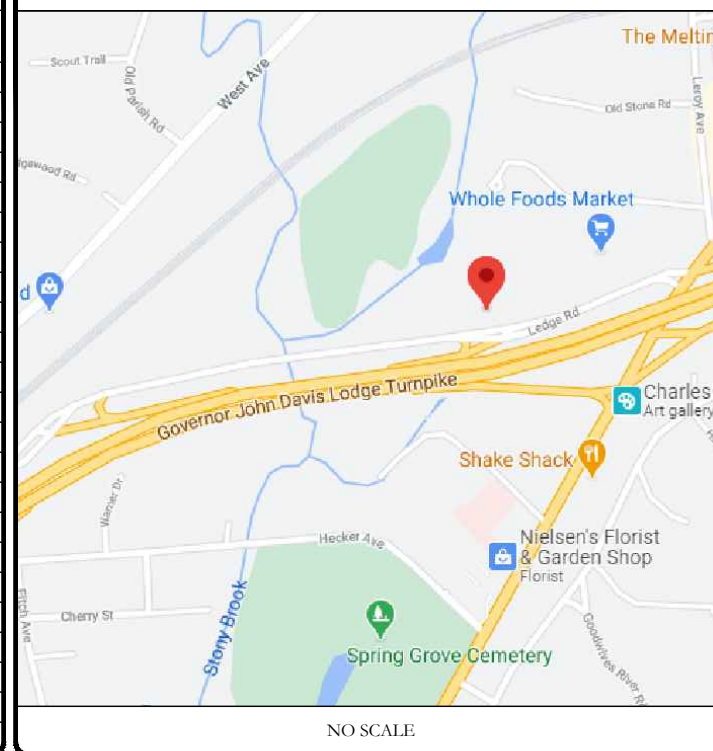 The Meltin
Scout Trail
Old Parish Rd
West Ave
Leroy Ave
Old Stone Rd
dgewood Rd
Whole Foods Market
d
Ledge Rd
Governor John Davis Lodge Turnpike
Charles
Art gallery
Shake Shack
Warner Dr
Hecker Ave
Nielsen's Florist
& Garden Shop
Florist
Fitch Ave
Cherry St
Stony Brook
Spring Grove Cemetery
Goodwives River Rd
NO SCALE